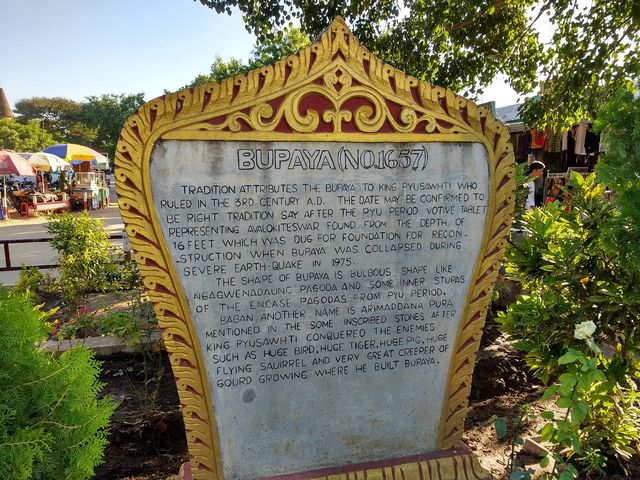 BUPAYA (NO.1657)
TRADITION ATTRIBUTES THE BUPAYA TO KING PYUSAWHTI WHO
RULED IN THE 3RD CENTURY A.D. THE DATE MAY BE CONFIRMED TO
BE RIGHT TRADITION SAY AFTER THE PYU PERIOD VOTIVE TABLET
REPRESENTING AVALOKITESWAR FOUND FROM THE DEPTH OF
16 FEET WHICH WAS DUG FOR FOUNDATION FOR RECON-
-STRUCTION WHEN BUPAYA WAS COLLAPSED DURING
SEVERE EARTH-QUAKE IN 1975.
THE SHAPE OF BUPAYA IS BULBOUS SHAPE LIKE
NGAGWENADAUNG PAGODA AND SOME INNER STUPAS
OF THE ENCASE PAGODAS FROM PYU PERIOD.
BAGAN, ANOTHER NAME IS ARIMADDANA PURA
MENTIONED IN THE SOME INSCRIBED STONES AFTER
KING PYUSAWHTI CONQUERED THE ENEMIES
SUCH AS HUGE BIRD, HUGE TIGER, HUGE PIG, HUGE
FLYING SQUIRREL AND VERY GREAT CREEPER OF
GOURD GROWING WHERE HE BUILT BUPAYA.